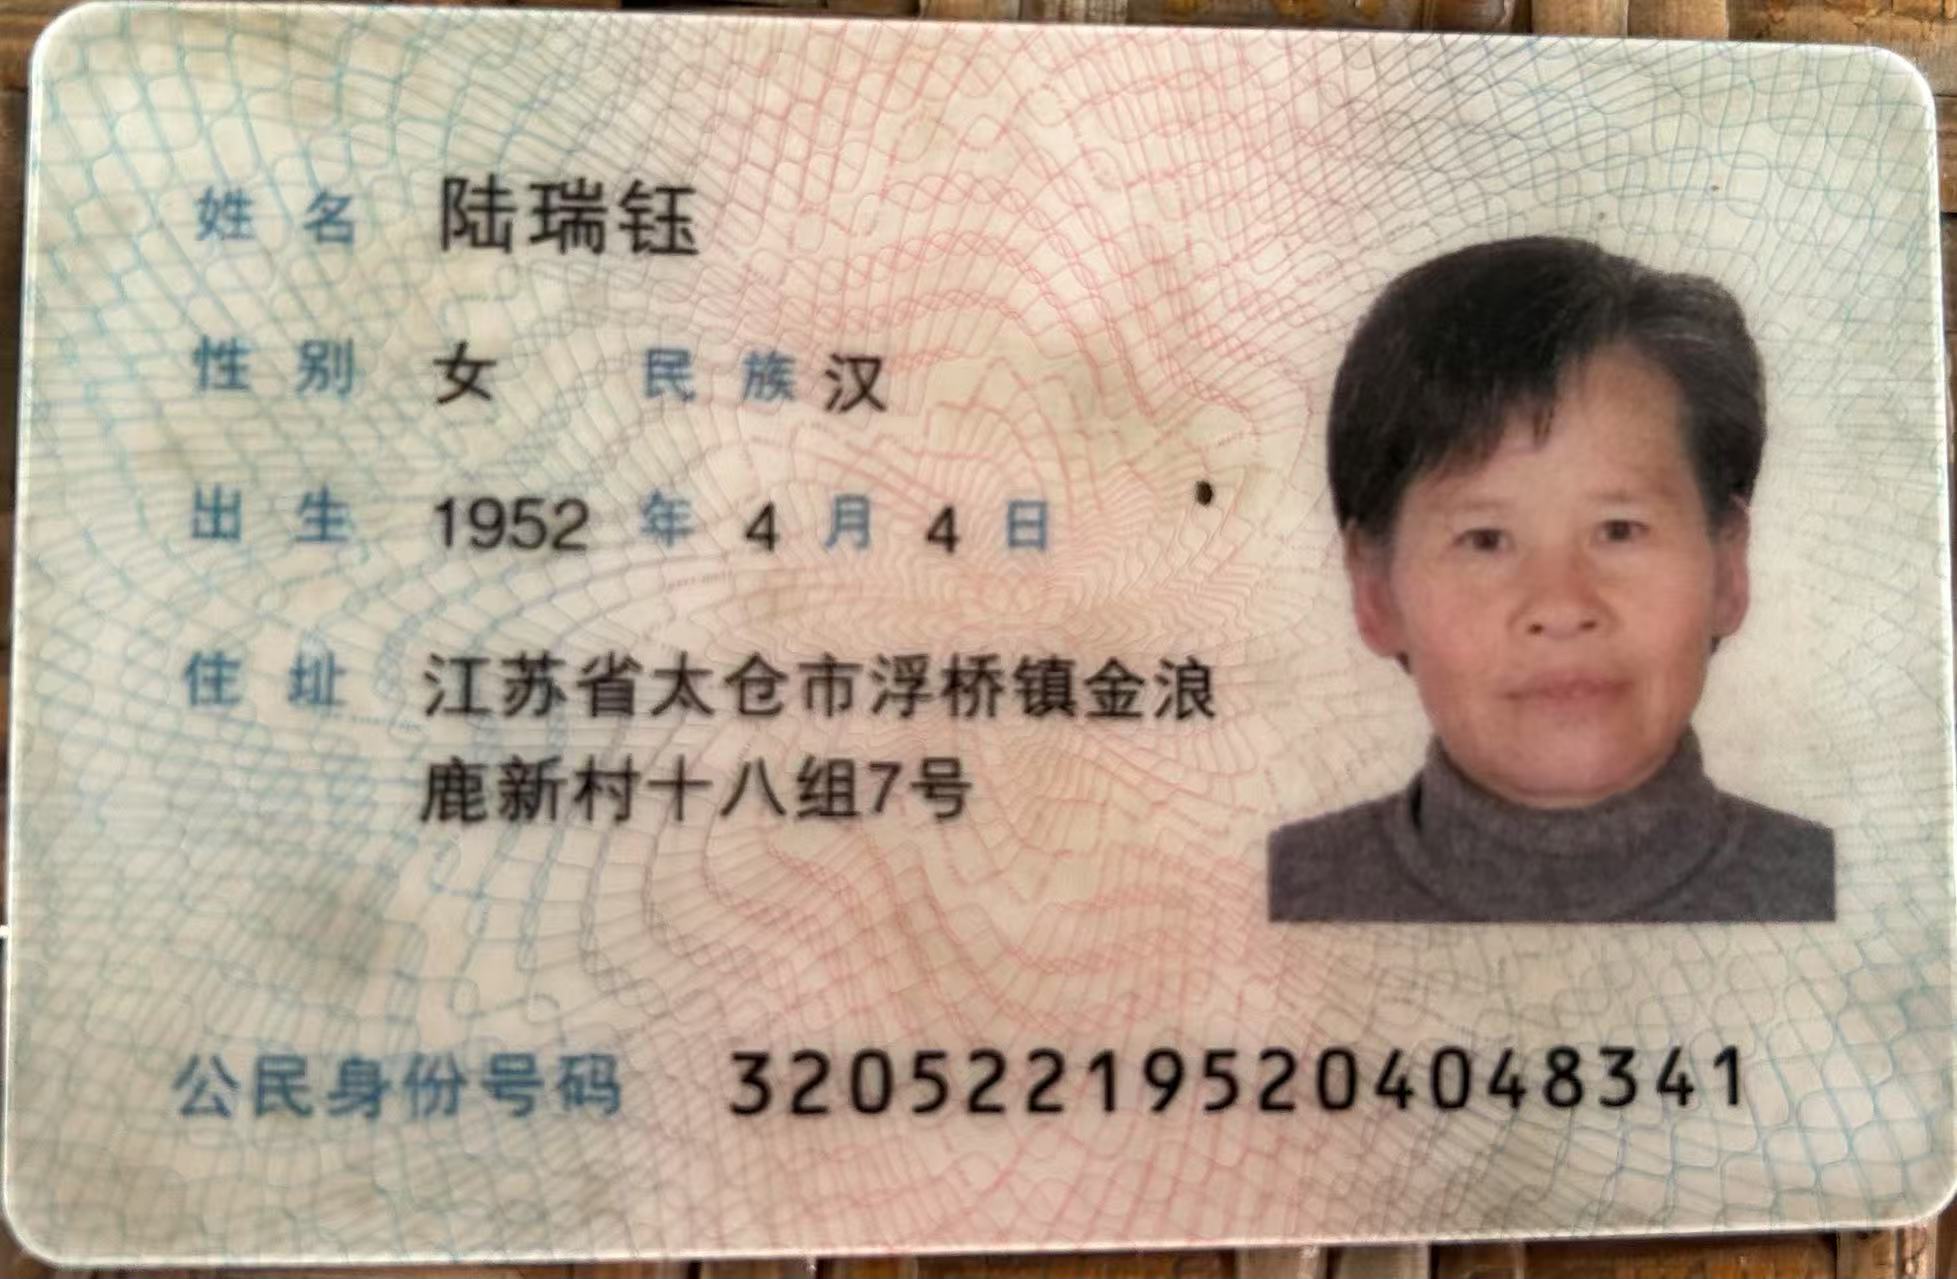 姓名 陆瑞钰
性别 女 民族 汉
出生 1952 年 4 月 4 日
住址 江苏省太仓市浮桥镇金浪
鹿新村十八组7号
公民身份号码 320522195204048341